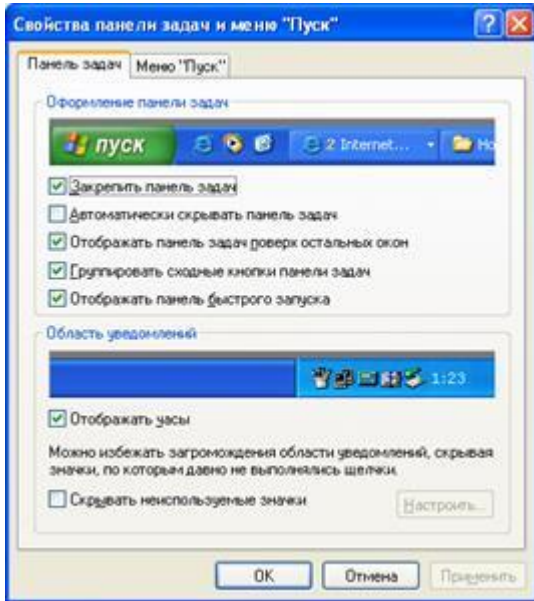 Свойства панели задач и меню "Пуск"
Панель задач Меню "Пуск"
Оформление панели задач
пуск 2 Internet... Ho
Закрепить панель задач
Автоматически скрывать панель задач
Отображать панель задач поверх остальных окон
Группировать сходные кнопки панели задач
Отображать панель быстрого запуска
Область уведомлений
1:23
Отображать часы
Можно избежать загромождения области уведомлений, скрывая
значки, по которым давно не выполнялись щелчки.
Скрывать неиспользуемые значки Настроить...
OK Отмена Применить